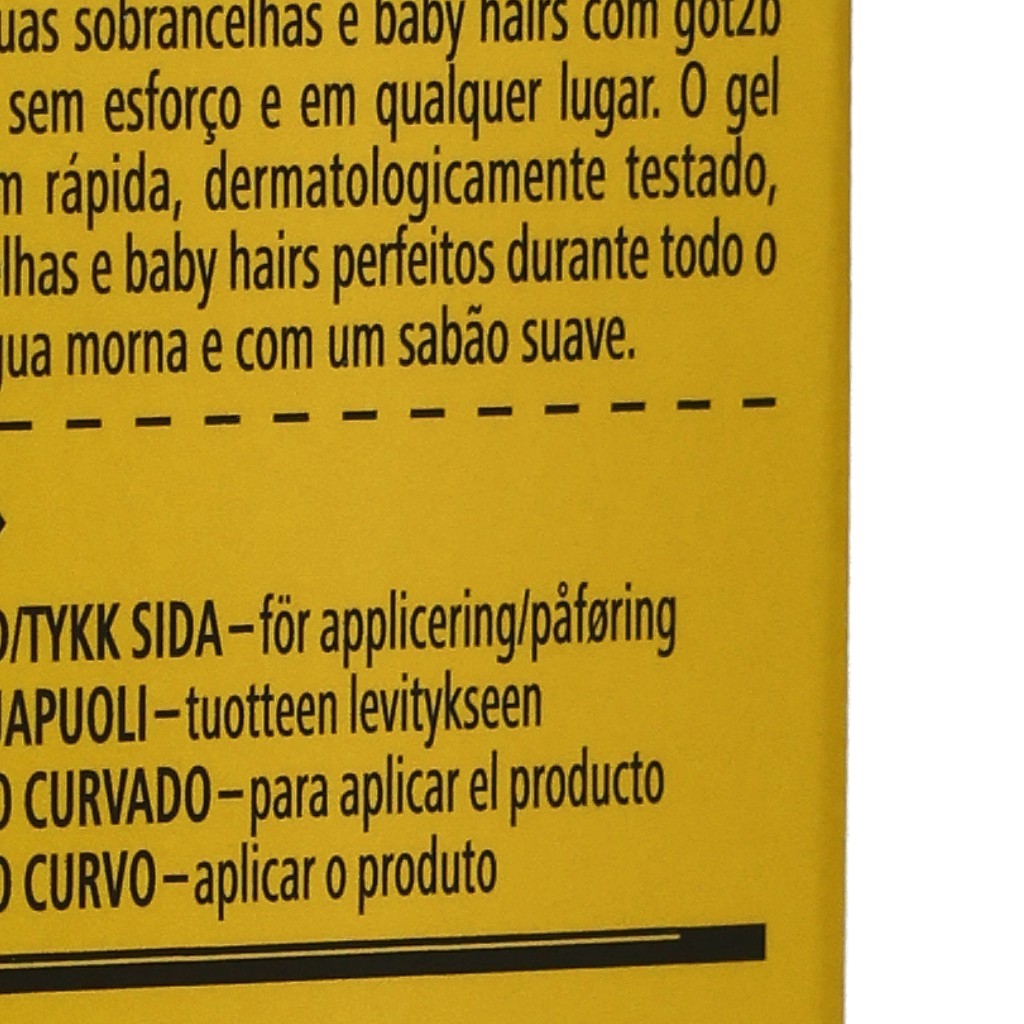 uas sobrancelhas e baby hairs com got2b
sem esforço e em qualquer lugar. O gel
rápida, dermatologicamente testado,
lhas e baby hairs perfeitos durante todo o
ua morna e com um sabão suave.
/TYKK SIDA – för applicering/påføring
APUOLI – tuotteen levitykseen
O CURVADO – para aplicar el producto
O CURVO – aplicar o produto